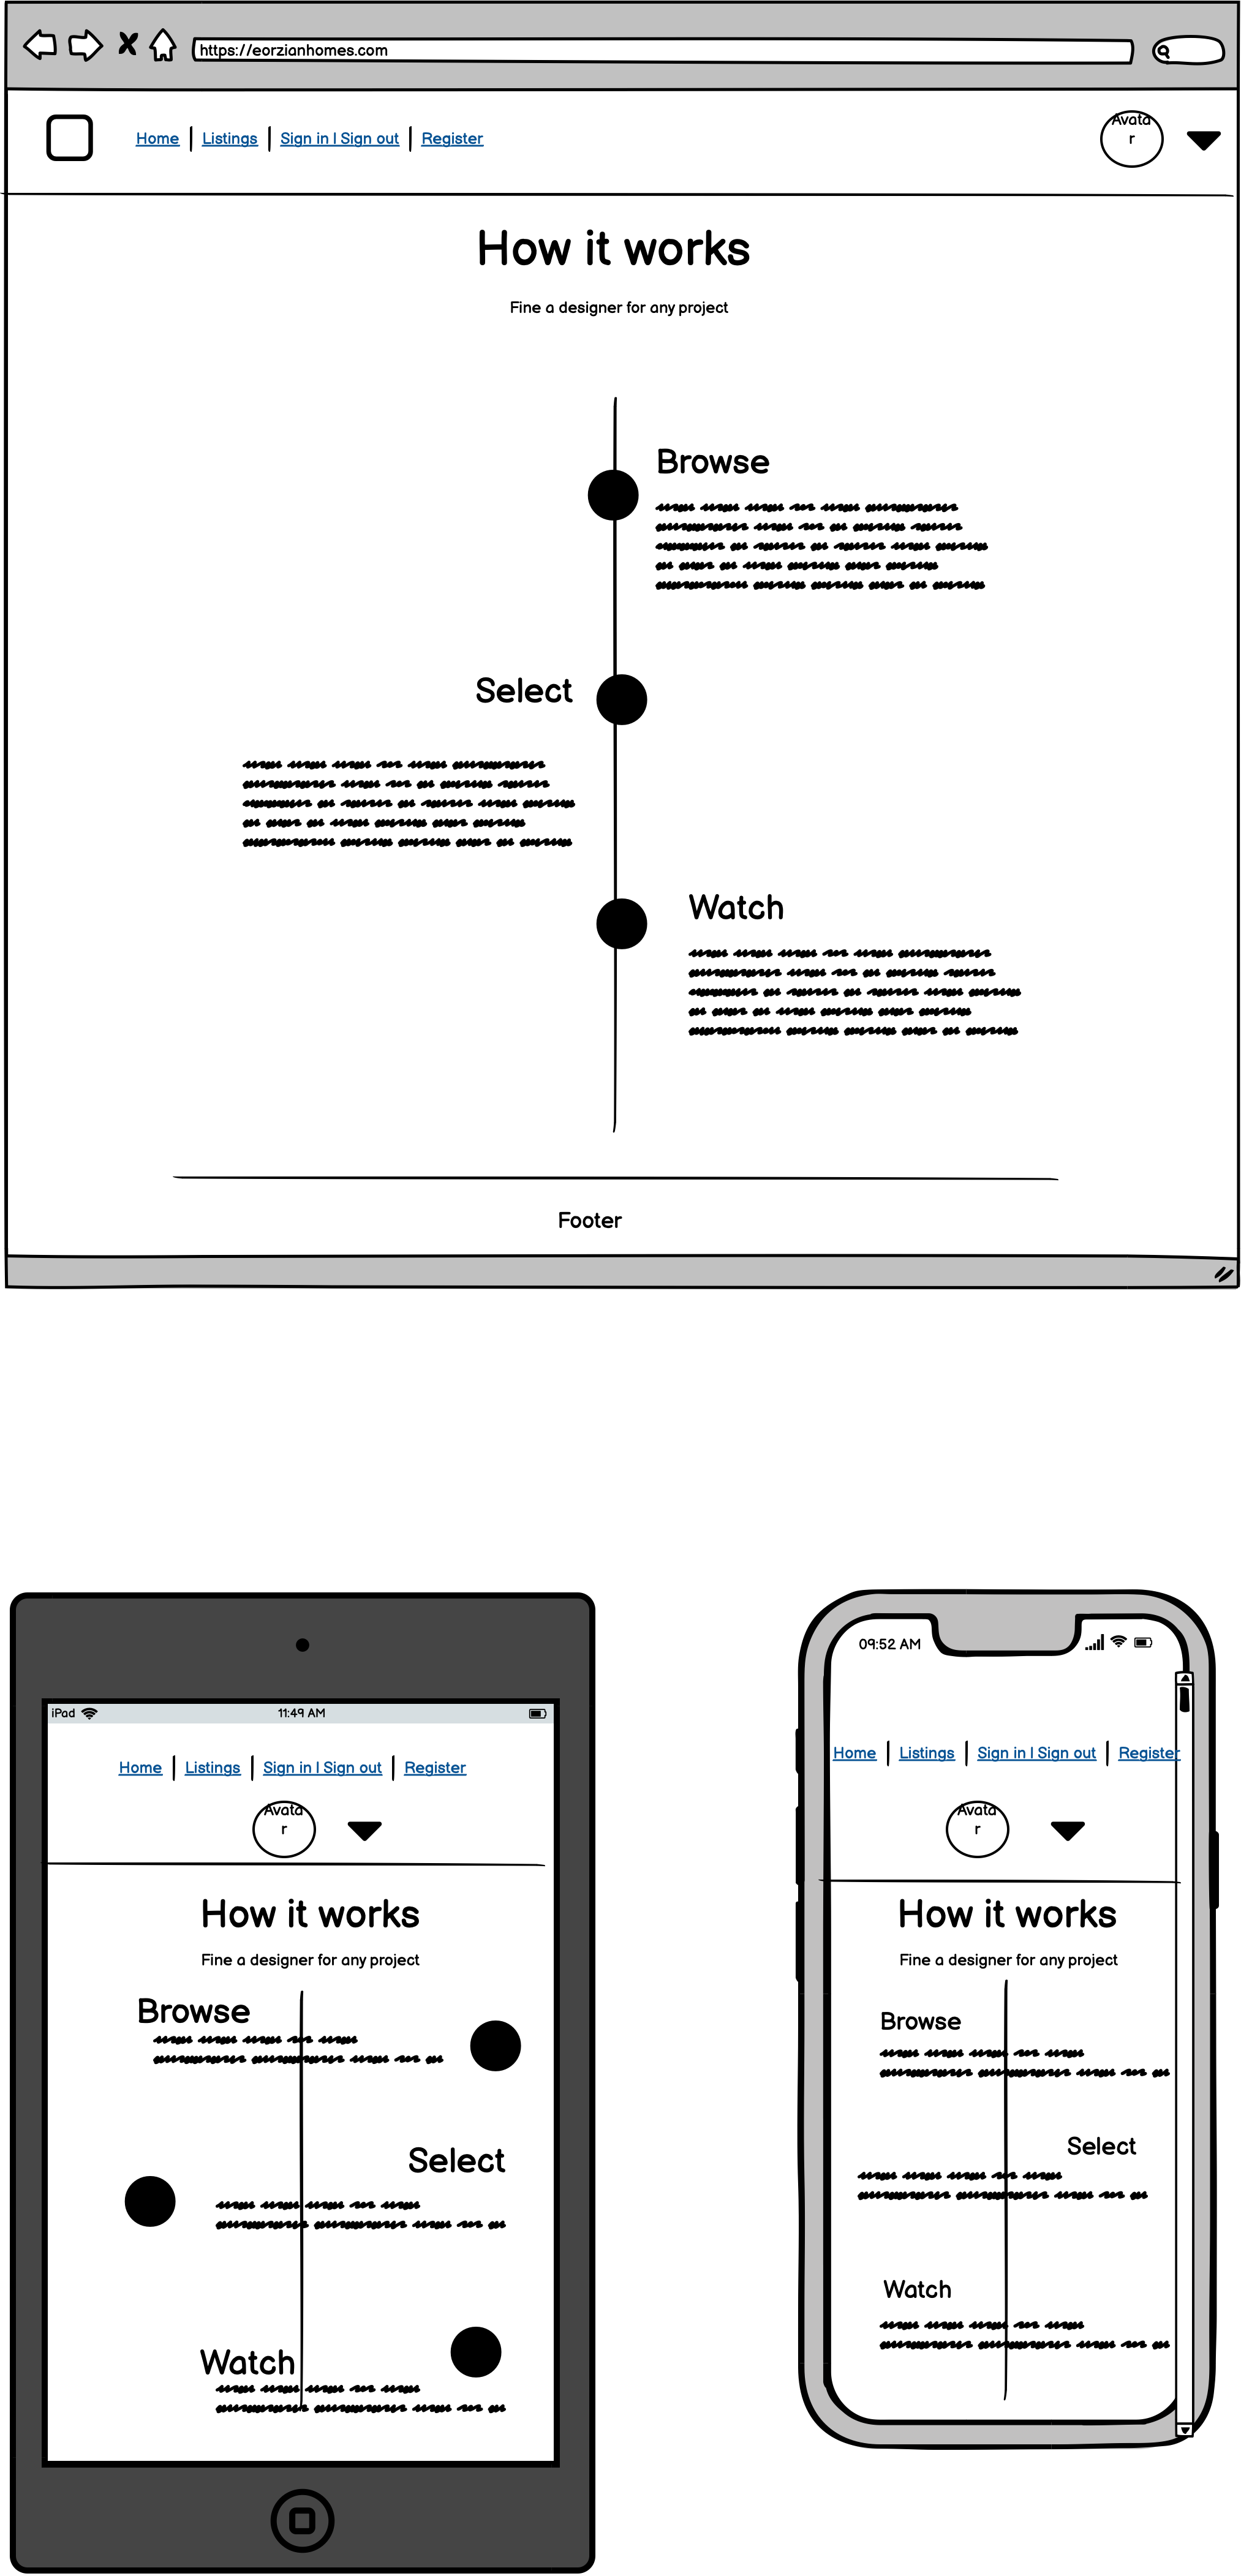 https://eorzianhomes.com
Home Listings Sign in | Sign out Register
Avata
r
How it works
Fine a designer for any project
Browse
Select
Watch
Footer
iPad 11:49 AM
Home Listings Sign in | Sign out Register
Avata
r
How it works
Fine a designer for any project
Browse
Select
Watch
09:52 AM
Home Listings Sign in | Sign out Register
Avata
r
How it works
Fine a designer for any project
Browse
Select
Watch